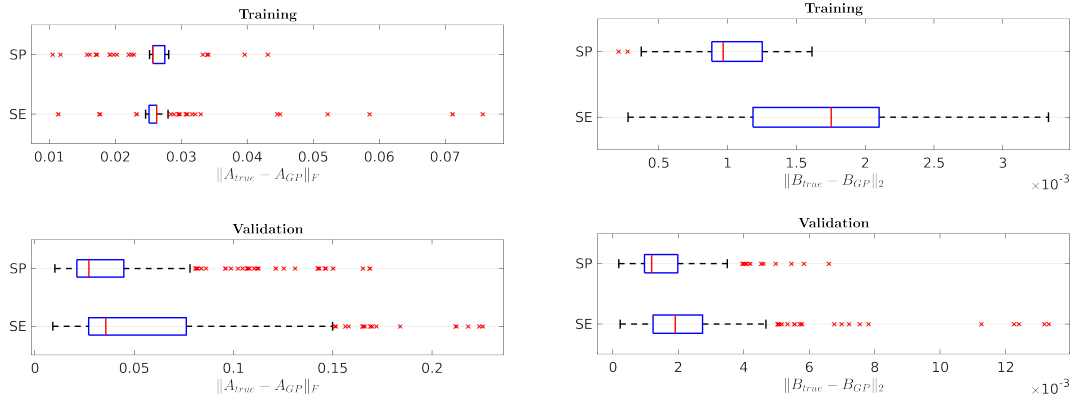 Training
SP
SE
0.01 0.02 0.03 0.04 0.05 0.06 0.07
‖A_true − A_GP‖_F
Training
SP
SE
0.5 1 1.5 2 2.5 3
×10⁻³
‖B_true − B_GP‖_2
Validation
SP
SE
0 0.05 0.1 0.15 0.2
‖A_true − A_GP‖_F
Validation
SP
SE
0 2 4 6 8 10 12
×10⁻³
‖B_true − B_GP‖_2